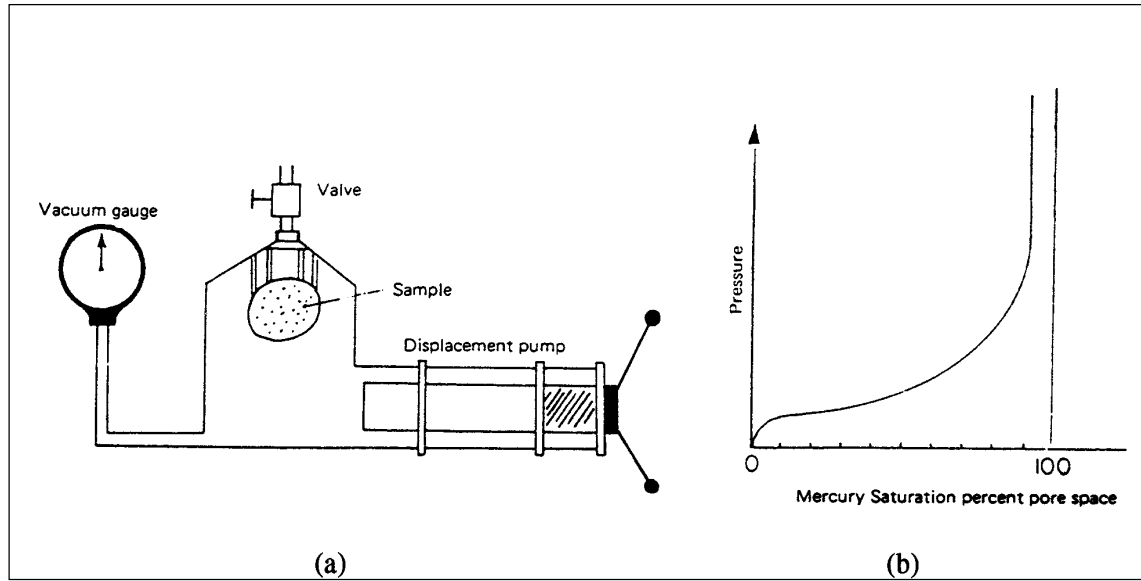 Valve
Vacuum gauge
Sample
Displacement pump
(a)
Pressure
0
100
Mercury Saturation percent pore space
(b)